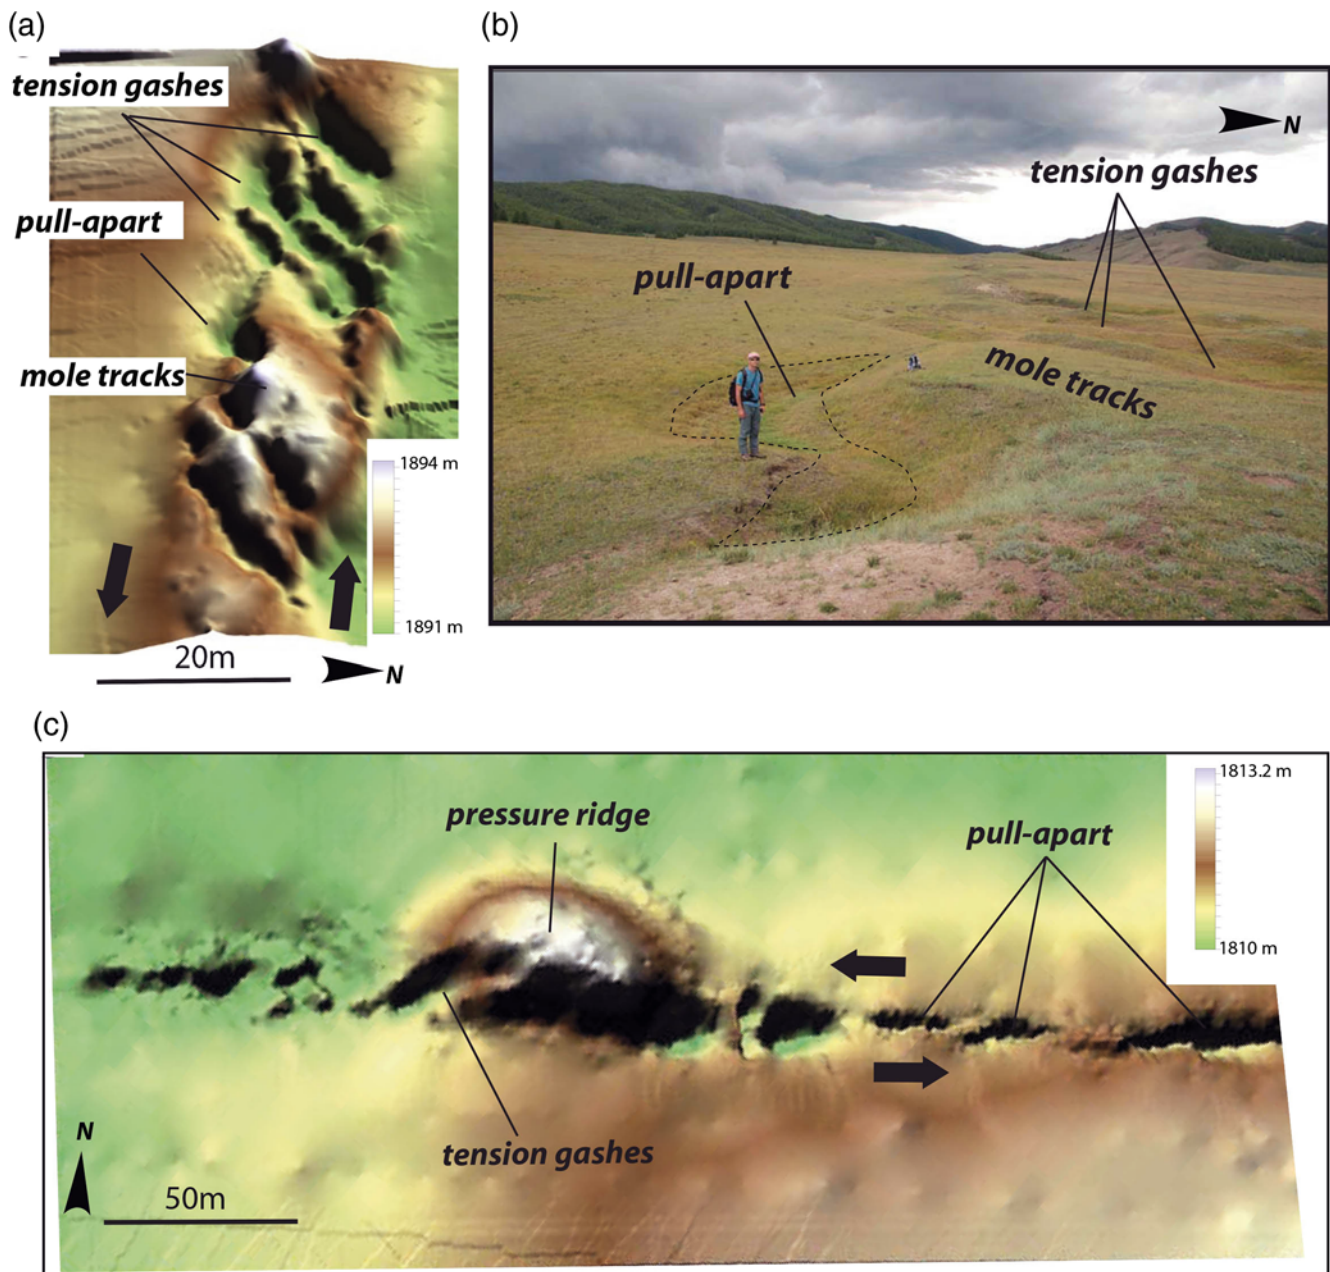 (a)
tension gashes
pull-apart
mole tracks
1894 m
1891 m
20m
N
(b)
N
tension gashes
pull-apart
mole tracks
(c)
1813.2 m
1810 m
pressure ridge
pull-apart
tension gashes
N
50m